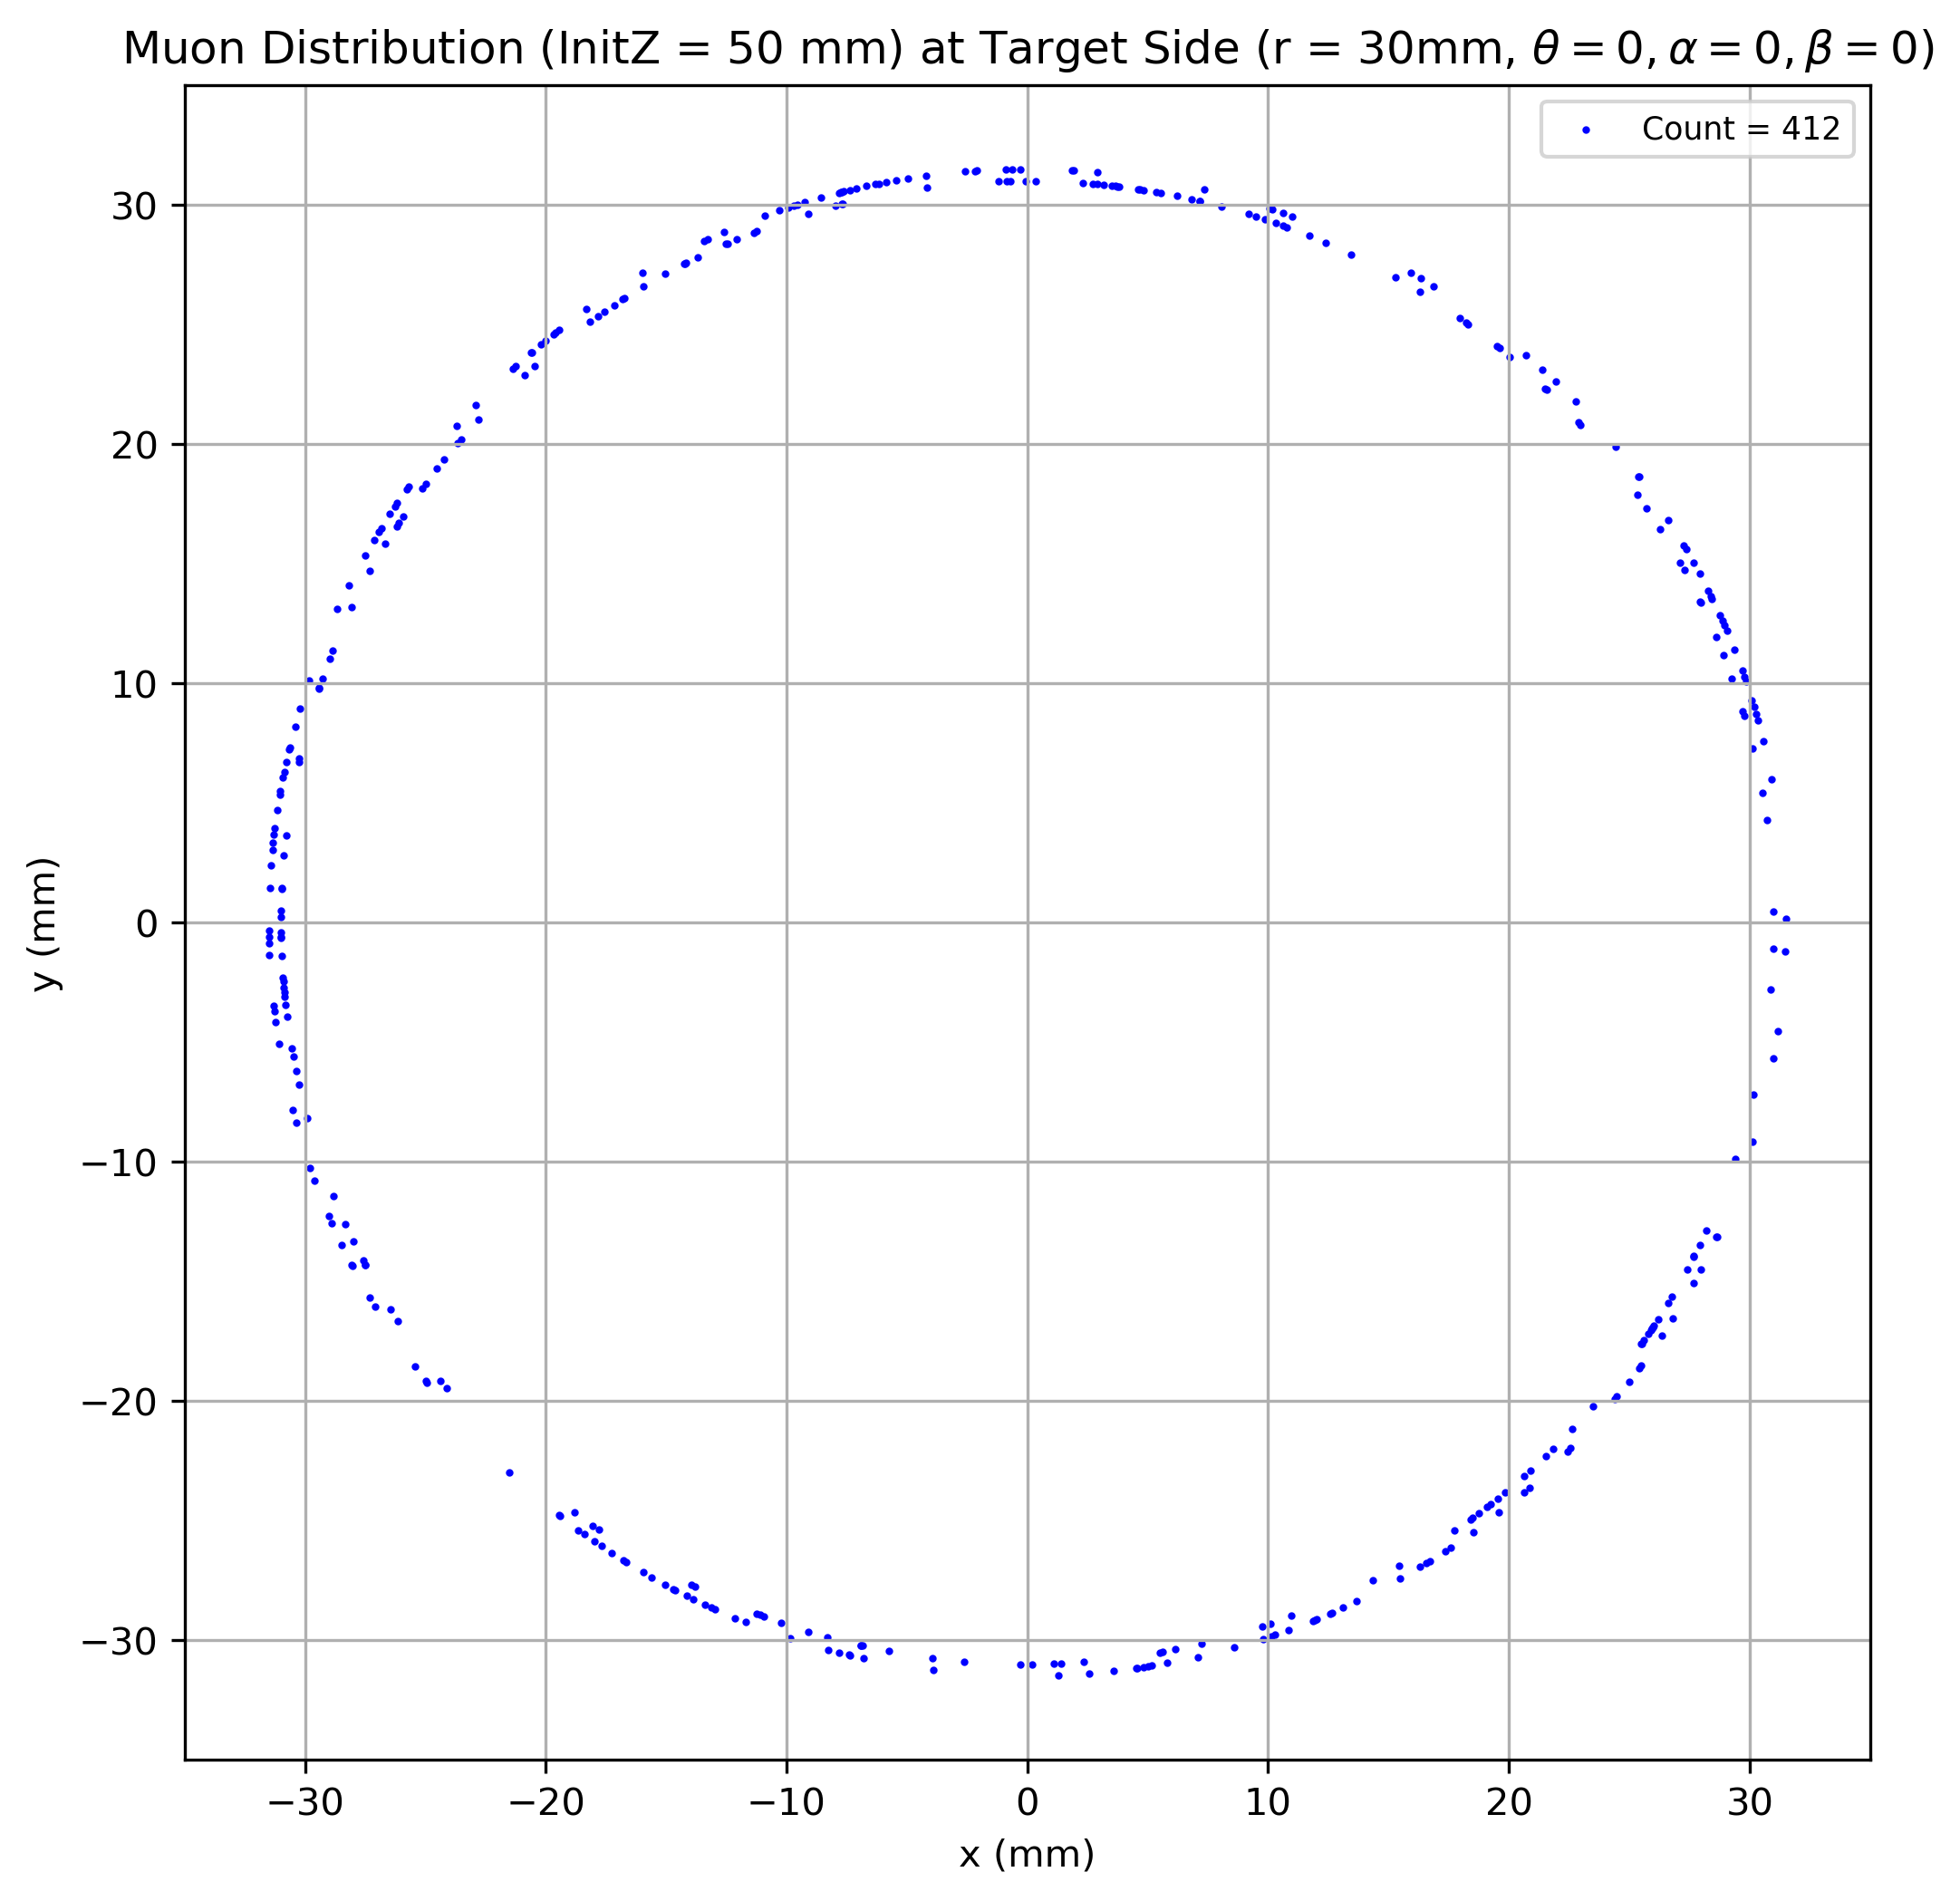 Muon Distribution (InitZ = 50 mm) at Target Side (r = 30mm, θ = 0, α = 0, β = 0)
Count = 412
30
20
10
0
−10
−20
−30
y (mm)
−30 −20 −10 0 10 20 30
x (mm)